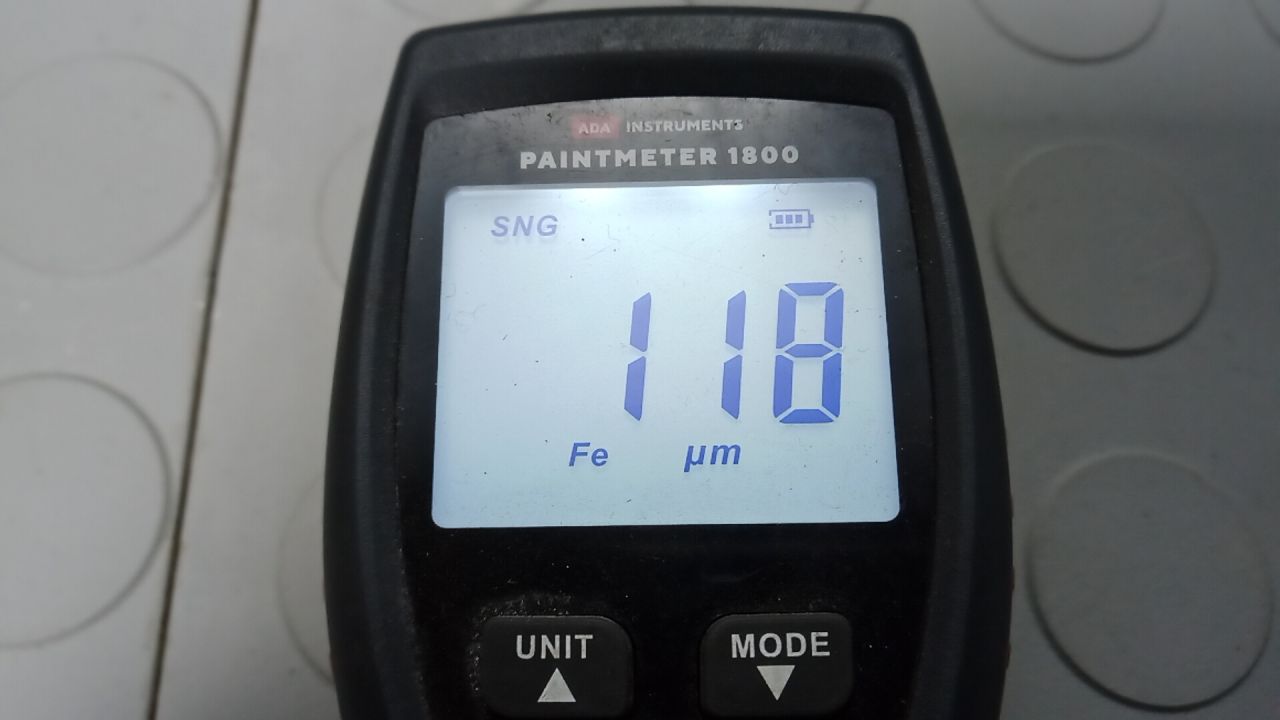 ADA INSTRUMENTS
PAINTMETER 1800
SNG
118
Fe µm
UNIT MODE